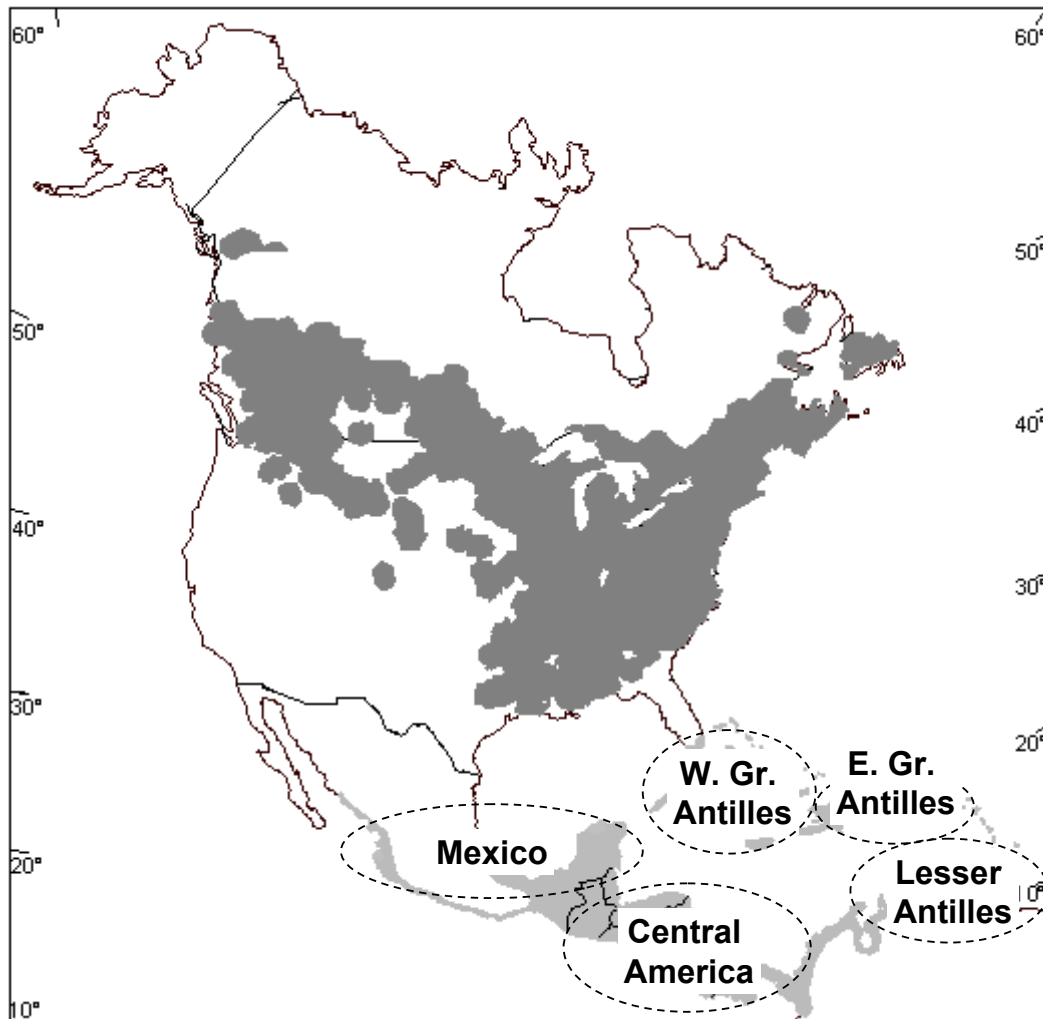 60°
60°
50°
50°
40°
40°
30°
30°
20°
W. Gr.
Antilles
E. Gr.
Antilles
Mexico
20°
Lesser
Antilles
10°
Central
America
10°